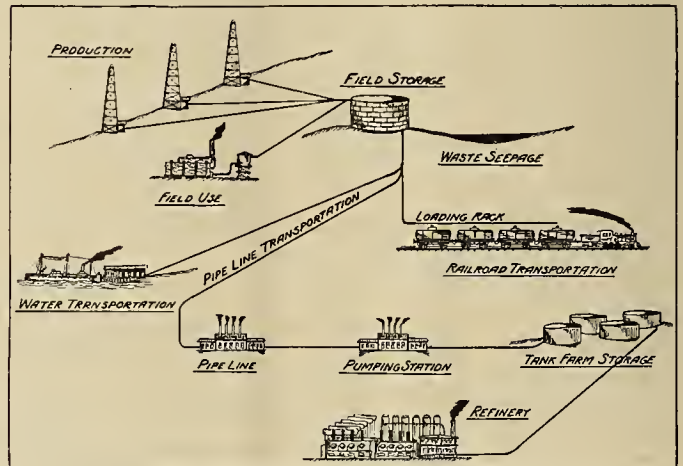 PRODUCTION
FIELD STORAGE
WASTE SEEPAGE
FIELD USE
LOADING RACK
PIPE LINE TRANSPORTATION
RAILROAD TRANSPORTATION
WATER TRANSPORTATION
PIPE LINE
PUMPING STATION
TANK FARM STORAGE
REFINERY